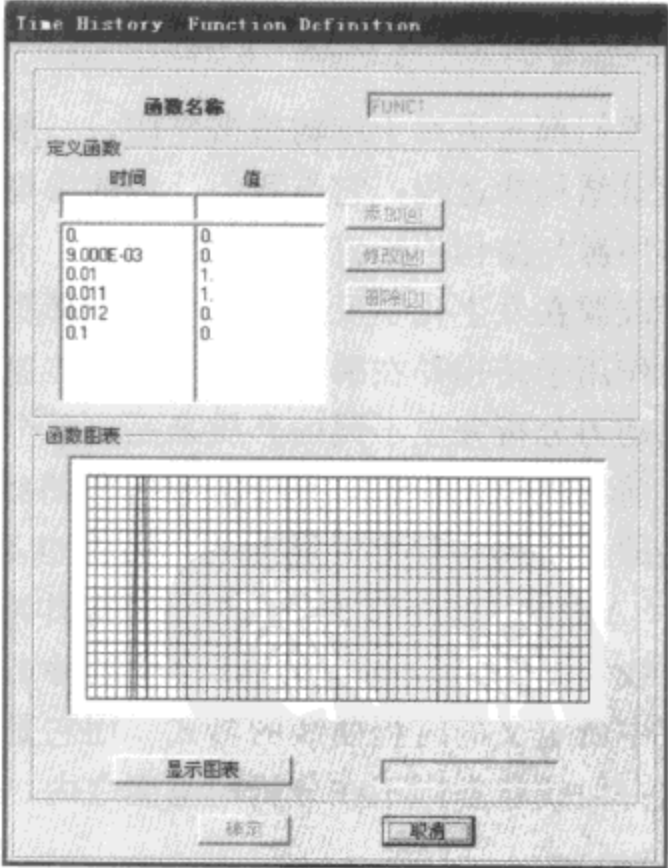 Time History Function Definition
函数名称 FUNC1
定义函数
时间 值
添加(A)
0. 0.
9.000E-03 0.
修改(M)
0.01 1.
0.011 1.
删除(D)
0.012 0.
0.1 0.
函数图表
显示图表
确定 取消